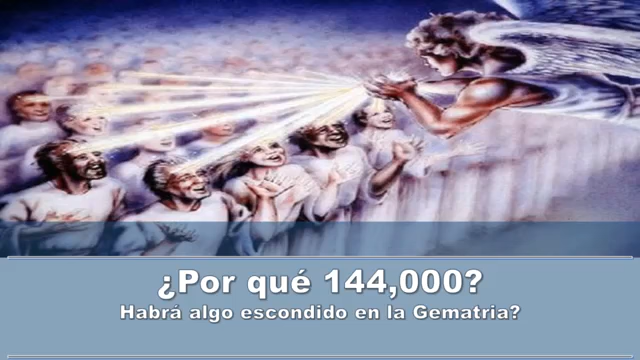 ¿Por qué 144,000?
Habrá algo escondido en la Gematria?